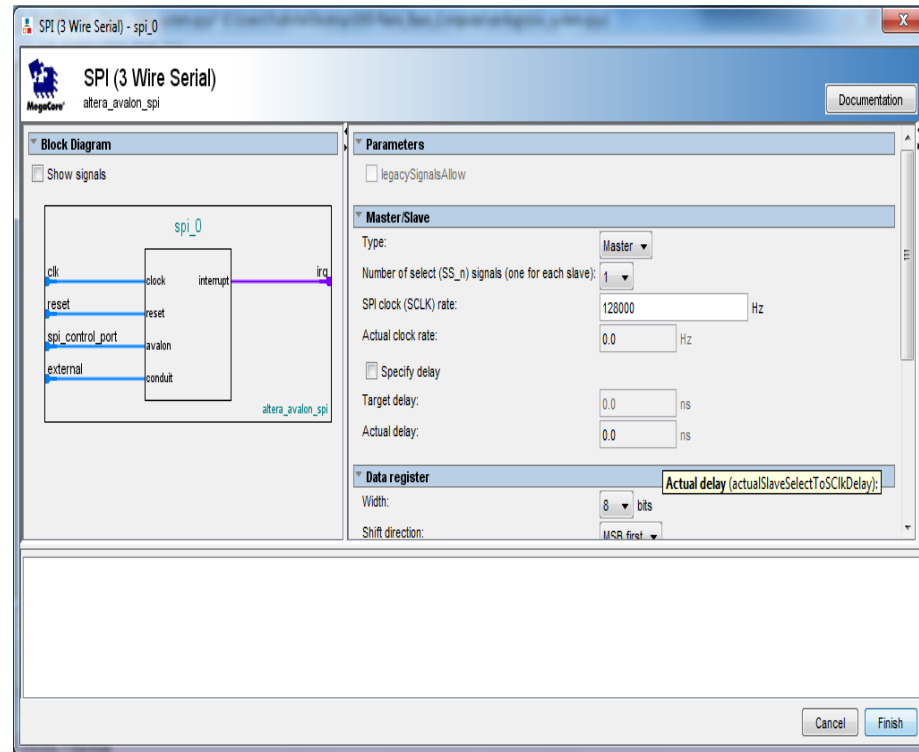 SPI (3 Wire Serial) - spi_0
X
SPI (3 Wire Serial)
altera_avalon_spi
MegaCore'
Documentation
Block Diagram
Show signals
spi_0
clk
clock
interrupt
irq
reset
reset
spi_control_port
avalon
external
conduit
altera_avalon_spi
Parameters
legacySignalsAllow
Master/Slave
Type: Master
Number of select (SS_n) signals (one for each slave): 1
SPI clock (SCLK) rate: 128000 Hz
Actual clock rate: 0.0 Hz
Specify delay
Target delay: 0.0 ns
Actual delay: 0.0 ns
Data register
Actual delay (actualSlaveSelectToSClkDelay):
Width: 8 bits
Shift direction: MSB first
Cancel Finish